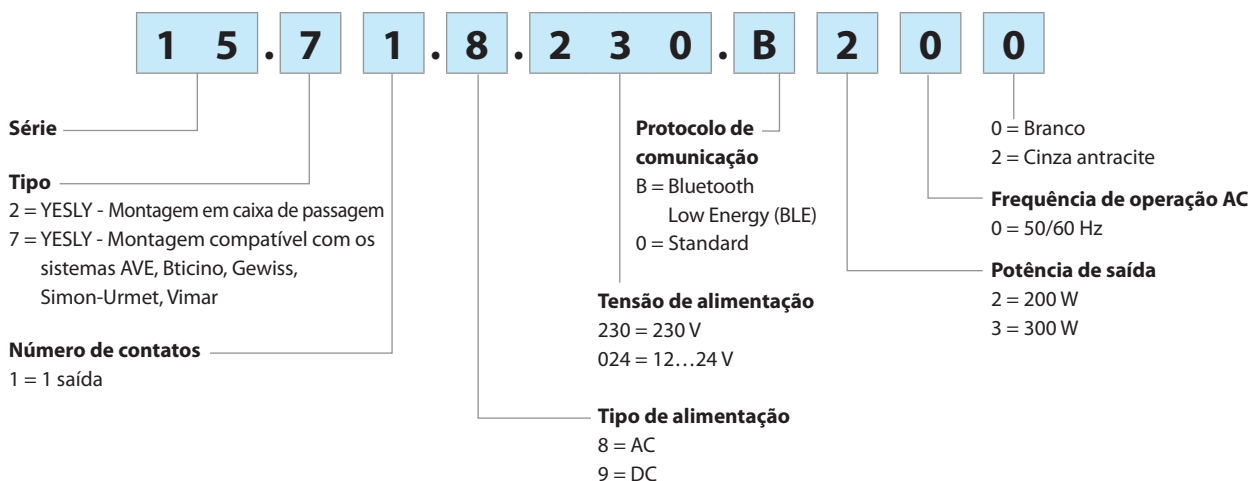 1 5 . 7 1 . 8 . 2 3 0 . B 2 0 0
Série
Tipo
2 = YESLY - Montagem em caixa de passagem
7 = YESLY - Montagem compatível com os
sistemas AVE, Bticino, Gewiss,
Simon-Urmet, Vimar
Número de contatos
1 = 1 saída
Protocolo de
comunicação
B = Bluetooth
Low Energy (BLE)
0 = Standard
Tensão de alimentação
230 = 230 V
024 = 12…24 V
Tipo de alimentação
8 = AC
9 = DC
0 = Branco
2 = Cinza antracite
Frequência de operação AC
0 = 50/60 Hz
Potência de saída
2 = 200 W
3 = 300 W